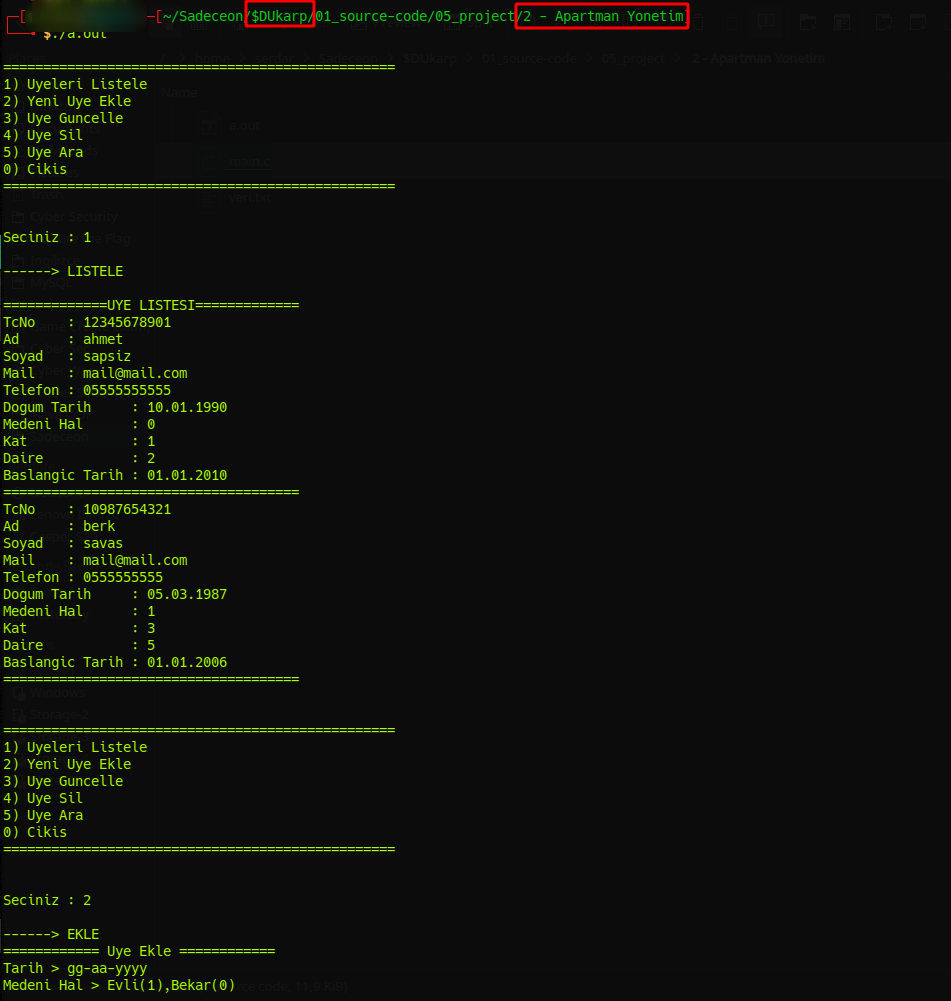 [~/Sadeceon/$DUkarp/01_source-code/05_project/2 - Apartman Yonetim]
$./a.out
=================================================
1) Uyeleri Listele
2) Yeni Uye Ekle
3) Uye Guncelle
4) Uye Sil
5) Uye Ara
0) Cikis
=================================================
Seciniz : 1
------> LISTELE
=============UYE LISTESI=============
TcNo    : 12345678901
Ad      : ahmet
Soyad   : sapsiz
Mail    : mail@mail.com
Telefon : 05555555555
Dogum Tarih     : 10.01.1990
Medeni Hal      : 0
Kat             : 1
Daire           : 2
Baslangic Tarih : 01.01.2010
=====================================
TcNo    : 10987654321
Ad      : berk
Soyad   : savas
Mail    : mail@mail.com
Telefon : 0555555555
Dogum Tarih     : 05.03.1987
Medeni Hal      : 1
Kat             : 3
Daire           : 5
Baslangic Tarih : 01.01.2006
=====================================
=================================================
1) Uyeleri Listele
2) Yeni Uye Ekle
3) Uye Guncelle
4) Uye Sil
5) Uye Ara
0) Cikis
=================================================
Seciniz : 2
------> EKLE
============ Uye Ekle ============
Tarih > gg-aa-yyyy
Medeni Hal > Evli(1),Bekar(0)